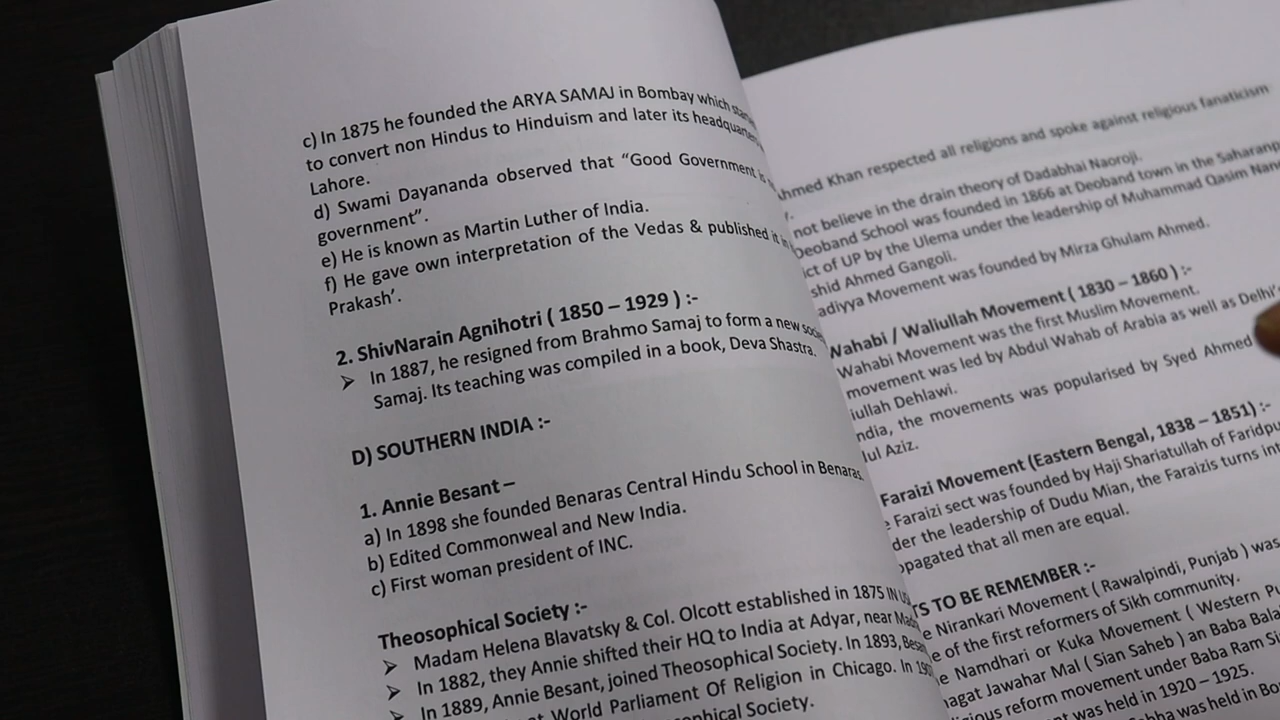 c) In 1875 he founded the ARYA SAMAJ in Bombay which
to convert non Hindus to Hinduism and later its
Lahore.
d) Swami Dayananda observed that “Good Government is
government”.
e) He is known as Martin Luther of India.
f) He gave own interpretation of the Vedas & published it
Prakash’.
2. ShivNarain Agnihotri ( 1850 – 1929 ) :-
➢ In 1887, he resigned from Brahmo Samaj to form a new
Samaj. Its teaching was compiled in a book, Deva Shastra.
D) SOUTHERN INDIA :-
1. Annie Besant –
a) In 1898 she founded Benaras Central Hindu School in Benaras.
b) Edited Commonweal and New India.
c) First woman president of INC.
Theosophical Society :-
➢ Madam Helena Blavatsky & Col. Olcott established in 1875 IN
➢ In 1882, they Annie shifted their HQ to India at Adyar, near
➢ In 1889, Annie Besant, joined Theosophical Society. In 1893,
World Parliament Of Religion in Chicago. In
Society.
Ahmed Khan respected all religions and spoke against religious fanaticism
not believe in the drain theory of Dadabhai Naoroji.
Deoband School was founded in 1866 at Deoband town in the
of UP by the Ulema under the leadership of Muhammad Qasim
Ahmed Gangoli.
Movement was founded by Mirza Ghulam Ahmed.
Wahabi / Waliullah Movement ( 1830 – 1860 ) :-
Wahabi Movement was the first Muslim Movement.
movement was led by Abdul Wahab of Arabia as well as Delhi’s
Dehlawi.
the movements was popularised by Syed Ahmed
Aziz.
Faraizi Movement (Eastern Bengal, 1838 – 1851) :-
Faraizi sect was founded by Haji Shariatullah of
the leadership of Dudu Mian, the Faraizis turns
that all men are equal.
TO BE REMEMBER :-
Nirankari Movement ( Rawalpindi, Punjab ) was
of the first reformers of Sikh community.
Namdhari or Kuka Movement ( Western
Jawahar Mal ( Sian Saheb ) an Baba
reform movement under Baba Ram
was held in 1920 – 1925.
was held in